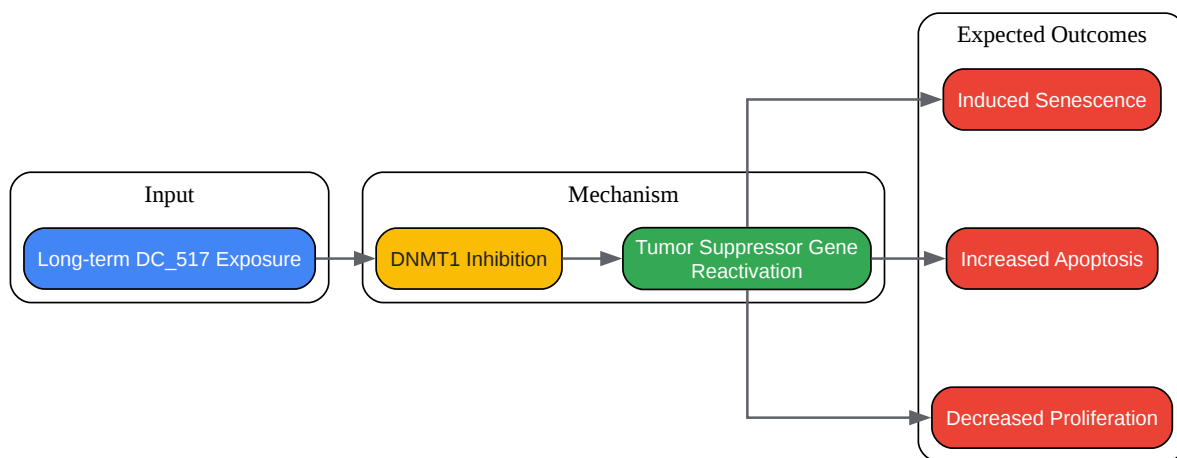 Expected Outcomes
Induced Senescence
Input
Long-term DC_517 Exposure
Mechanism
DNMT1 Inhibition
Tumor Suppressor Gene
Reactivation
Increased Apoptosis
Decreased Proliferation